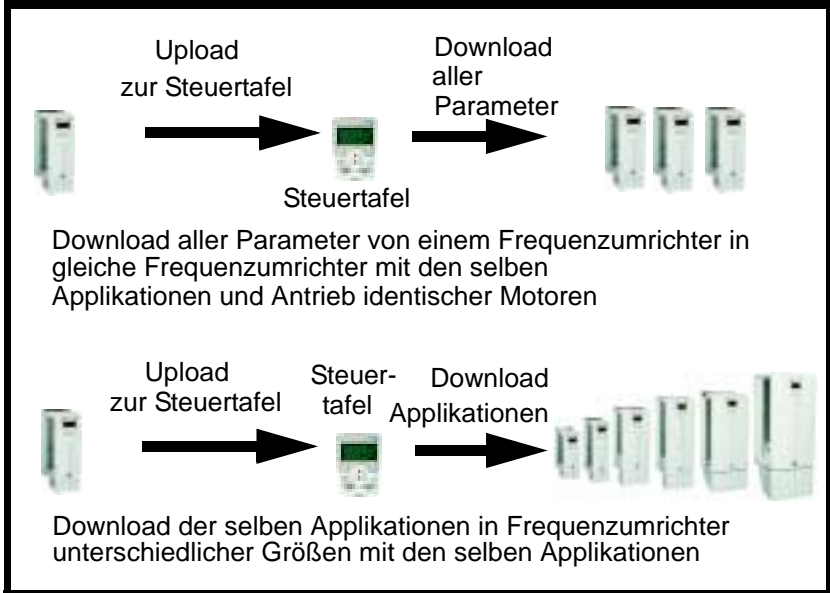 Upload
zur Steuertafel
Download
aller
Parameter
Steuertafel
Download aller Parameter von einem Frequenzumrichter in
gleiche Frequenzumrichter mit den selben
Applikationen und Antrieb identischer Motoren
Upload
zur Steuertafel
Steuer-
tafel
Download
Applikationen
Download der selben Applikationen in Frequenzumrichter
unterschiedlicher Größen mit den selben Applikationen